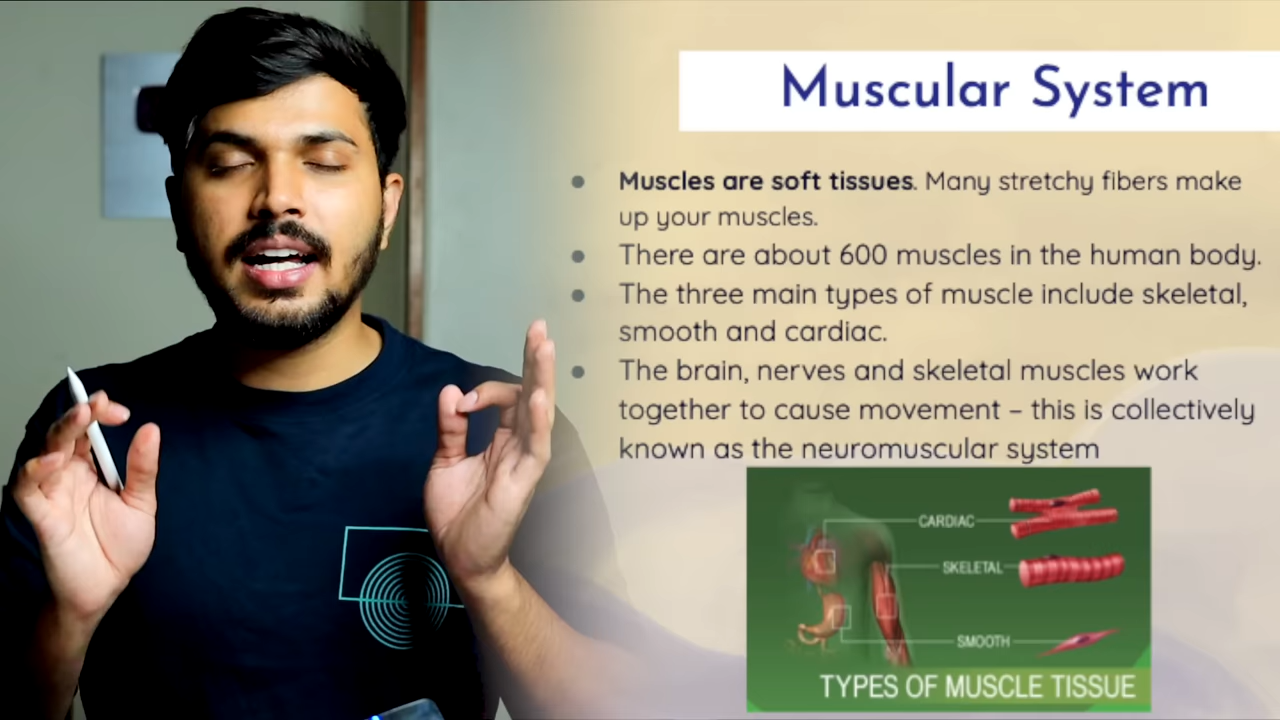 Muscular System
Muscles are soft tissues. Many stretchy fibers make
up your muscles.
There are about 600 muscles in the human body.
The three main types of muscle include skeletal,
smooth and cardiac.
The brain, nerves and skeletal muscles work
together to cause movement – this is collectively
known as the neuromuscular system
CARDIAC
SKELETAL
SMOOTH
TYPES OF MUSCLE TISSUE